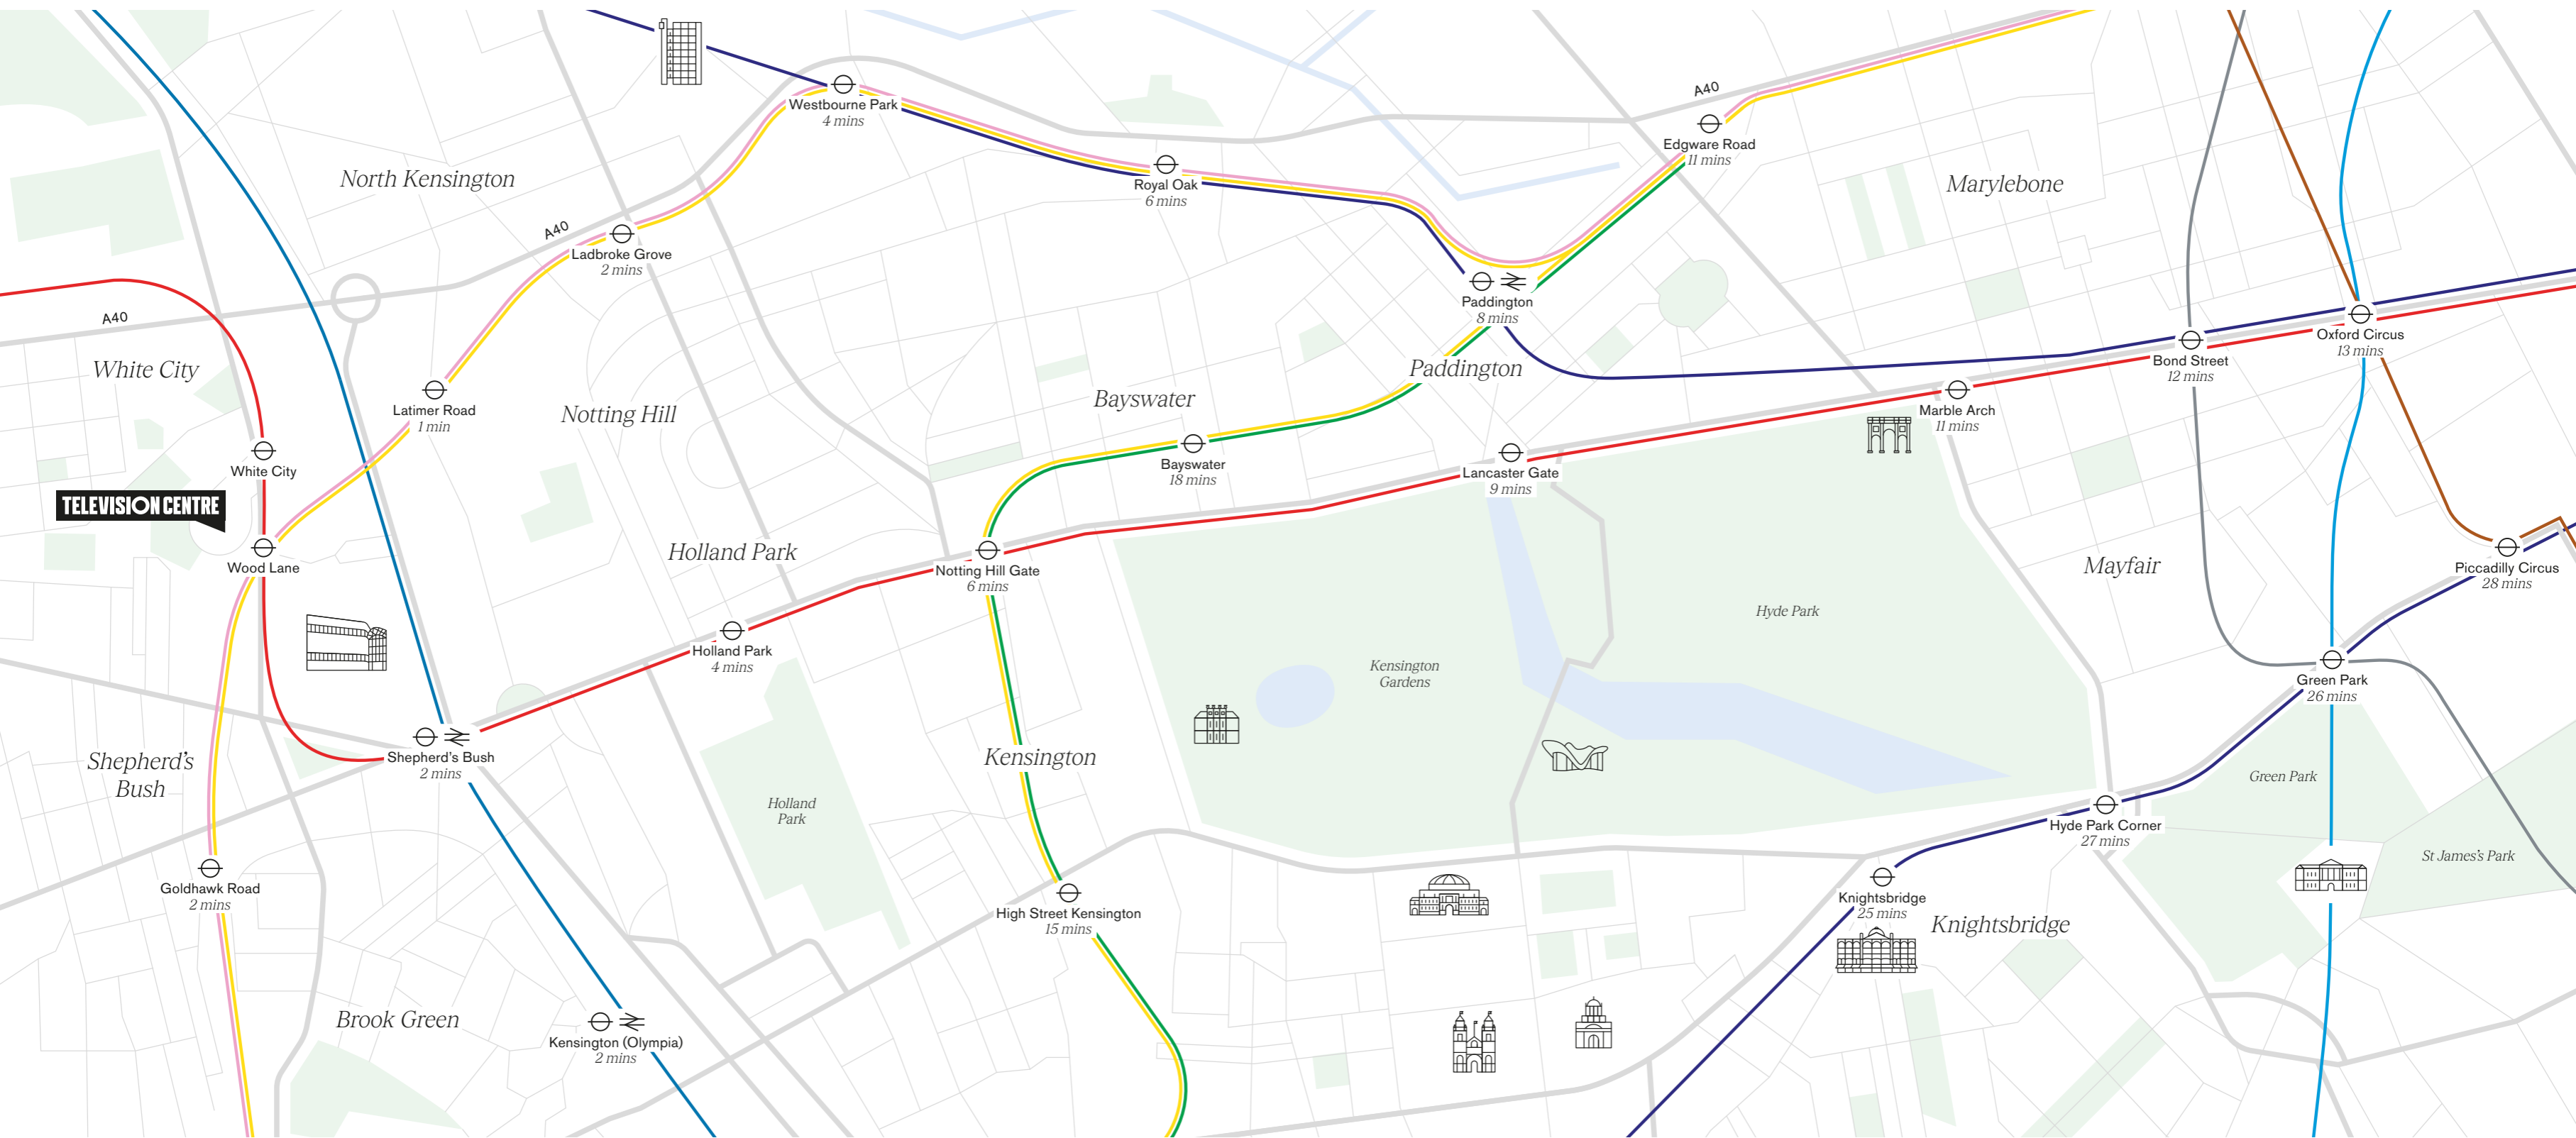 Westbourne Park
4 mins
A40
Edgware Road
11 mins
North Kensington
Royal Oak
6 mins
Marylebone
A40
Ladbroke Grove
2 mins
Paddington
8 mins
A40
Oxford Circus
13 mins
White City
Bond Street
12 mins
Paddington
Latimer Road
1 min
Notting Hill
Bayswater
Marble Arch
11 mins
White City
Bayswater
18 mins
Lancaster Gate
9 mins
TELEVISION CENTRE
Wood Lane
Holland Park
Notting Hill Gate
6 mins
Mayfair
Piccadilly Circus
28 mins
Hyde Park
Holland Park
4 mins
Kensington
Gardens
Green Park
26 mins
Shepherd's
Bush
Shepherd's Bush
2 mins
Kensington
Green Park
Holland
Park
Hyde Park Corner
27 mins
St James's Park
Goldhawk Road
2 mins
High Street Kensington
15 mins
Knightsbridge
25 mins
Knightsbridge
Brook Green
Kensington (Olympia)
2 mins